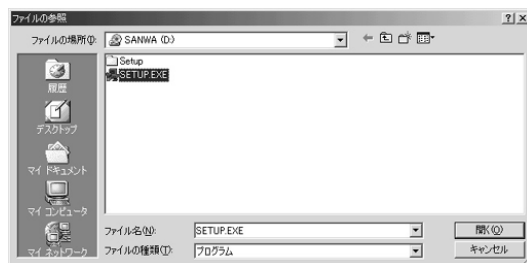 ファイルの参照
ファイルの場所(I): SANWA (D:)
Setup
SETUP.EXE
履歴
デスクトップ
マイ ドキュメント
マイ コンピュータ
マイ ネットワーク
ファイル名(N): SETUP.EXE 開く(O)
ファイルの種類(T): プログラム キャンセル